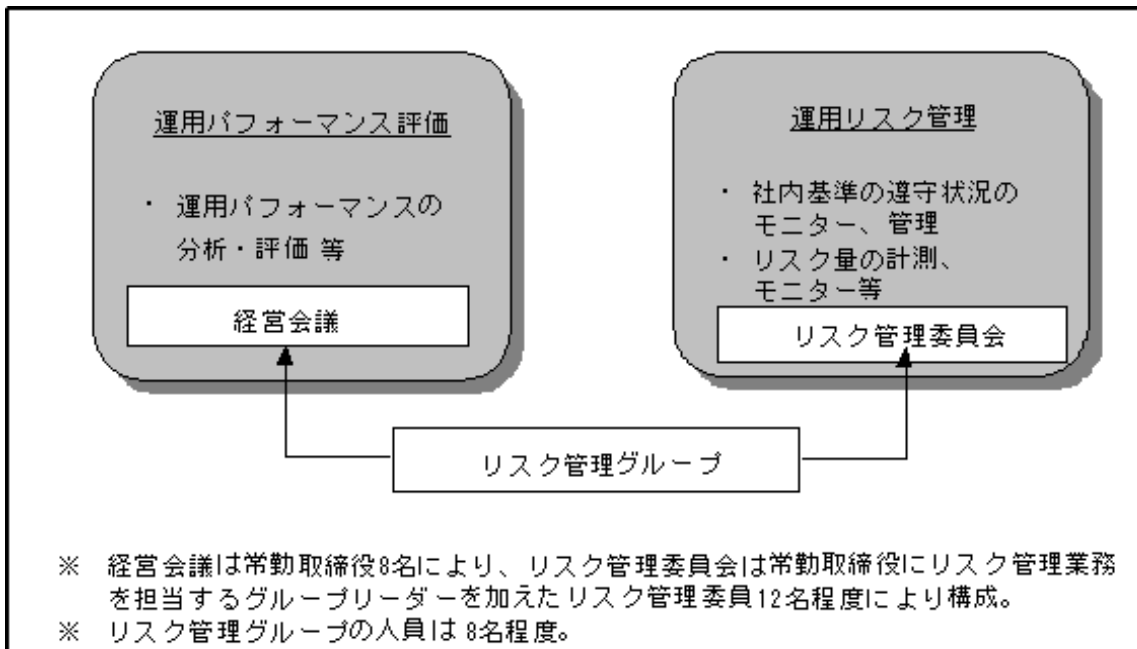 運用パフォーマンス評価
・ 運用パフォーマンスの
分析・評価 等
経営会議
運用リスク管理
・ 社内基準の遵守状況の
モニター、管理
・ リスク量の計測、
モニター等
リスク管理委員会
リスク管理グループ
※ 経営会議は常勤取締役8名により、リスク管理委員会は常勤取締役にリスク管理業務
を担当するグループリーダーを加えたリスク管理委員12名程度により構成。
※ リスク管理グループの人員は 8名程度。